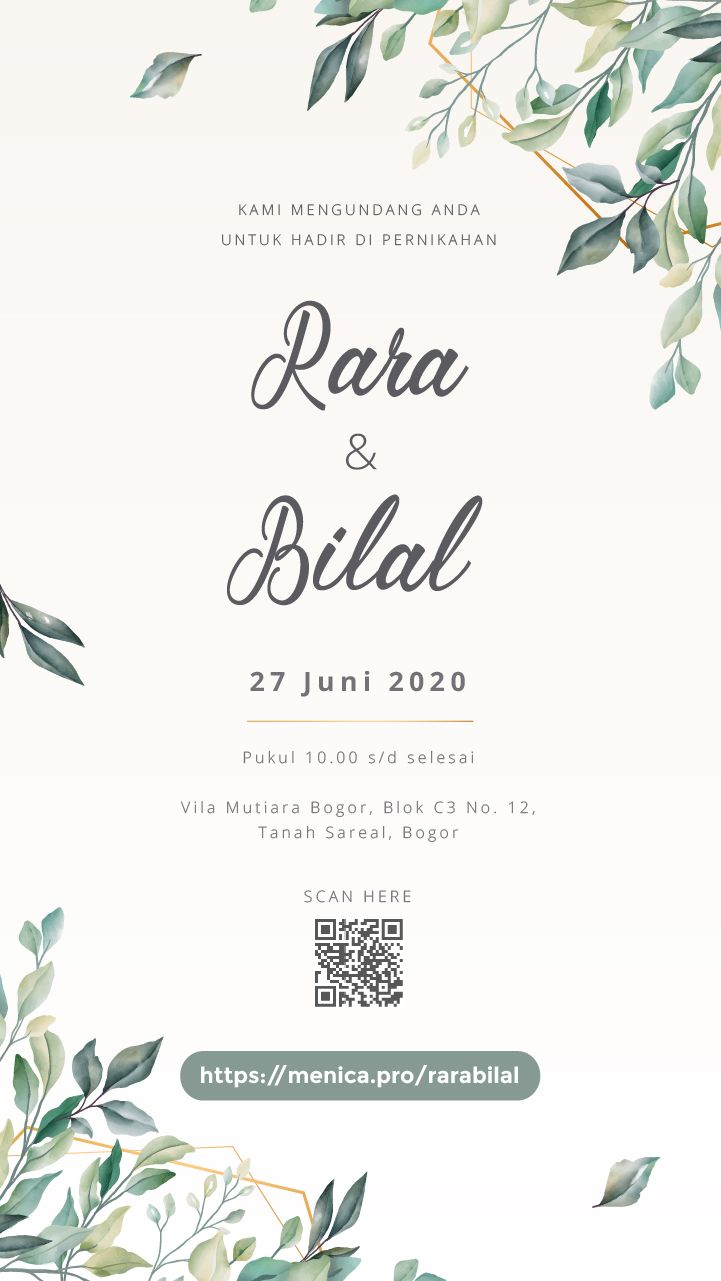 KAMI MENGUNDANG ANDA
UNTUK HADIR DI PERNIKAHAN
Rara
&
Bilal
27 Juni 2020
Pukul 10.00 s/d selesai
Vila Mutiara Bogor, Blok C3 No. 12,
Tanah Sareal, Bogor
SCAN HERE
https://menica.pro/rarabilal